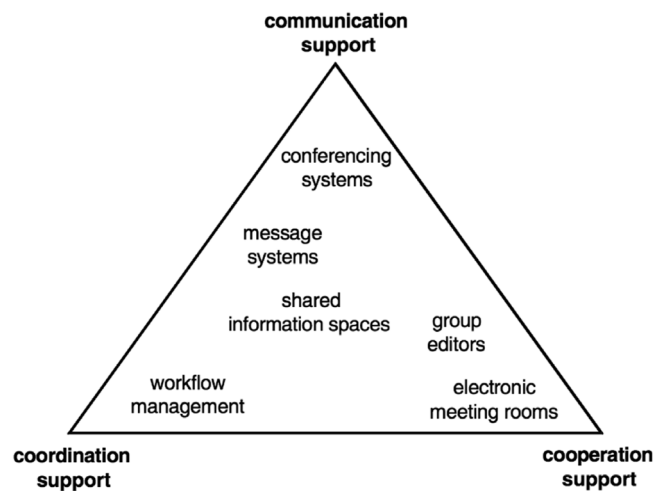 communication
support
conferencing
systems
message
systems
shared
information spaces
group
editors
workflow
management
electronic
meeting rooms
coordination
support
cooperation
support